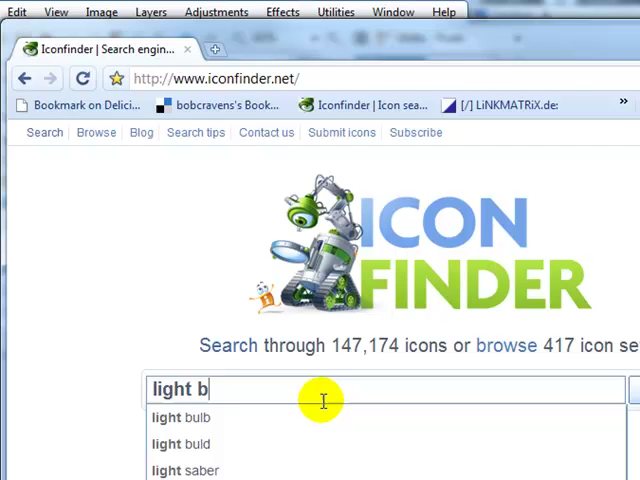 Edit View Image Layers Adjustments Effects Utilities Window Help
Iconfinder | Search engin...
http://www.iconfinder.net/
Bookmark on Delici... bobcravens's Book... Iconfinder | Icon sea... [/] LiNKMATRiX.de: »
Search Browse Blog Search tips Contact us Submit icons Subscribe
ICON
FINDER
Search through 147,174 icons or browse 417 icon se
light b
light bulb
light buld
light saber